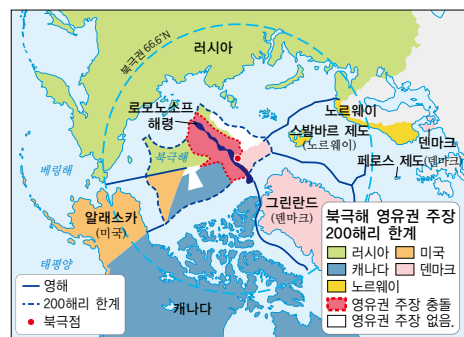 북극권 66.6°N
러시아
로모노소프
해령
노르웨이
스발바르 제도
(노르웨이)
덴마크
페로스 제도(덴마크)
북극해
베링해
알래스카
(미국)
그린란드
(덴마크)
태평양
캐나다
영해
200해리 한계
북극점
북극해 영유권 주장
200해리 한계
러시아 미국
캐나다 덴마크
노르웨이
영유권 주장 충돌
영유권 주장 없음.